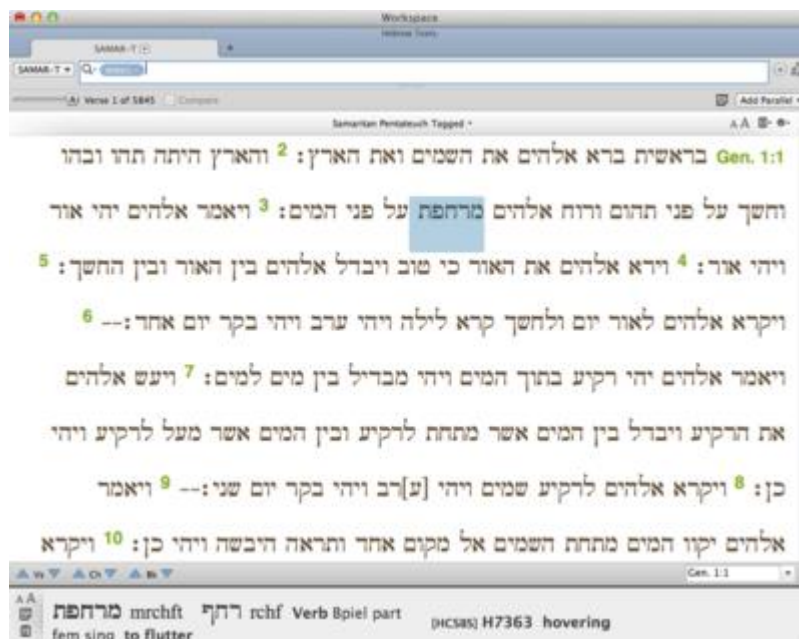 Workspace
Hebrew Texts
SAMAR-T
SAMAR-T
Verse 1 of 5845 Compare
Add Parallel
Samaritan Pentateuch Tagged
AA
Gen. 1:1 בראשית ברא אלהים את השמים ואת הארץ: 2 והארץ היתה תהו ובהו
וחשך על פני תהום ורוח אלהים מרחפת על פני המים: 3 ויאמר אלהים יהי אור
ויהי אור: 4 וירא אלהים את האור כי טוב ויבדל אלהים בין האור ובין החשך: 5
ויקרא אלהים לאור יום ולחשך קרא לילה ויהי ערב ויהי בקר יום אחד:-- 6
ויאמר אלהים יהי רקיע בתוך המים ויהי מבדיל בין מים למים: 7 ויעש אלהים
את הרקיע ויבדל בין המים אשר מתחת לרקיע ובין המים אשר מעל לרקיע ויהי
כן: 8 ויקרא אלהים לרקיע שמים ויהי [ע]רב ויהי בקר יום שני:-- 9 ויאמר
אלהים יקוו המים מתחת השמים אל מקום אחד ותראה היבשה ויהי כן: 10 ויקרא
Vs Ch Bk
Gen. 1:1
AA
מרחפת mrchft רחף rchf Verb Bpiel part
fem sing to flutter
[HCSBS] H7363 hovering